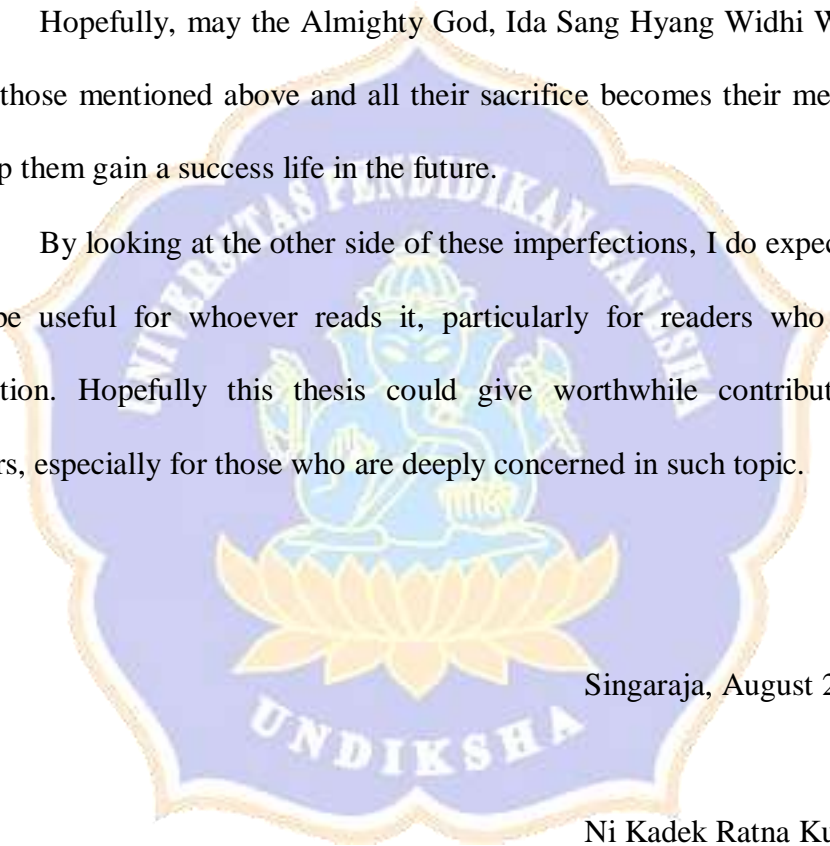 Hopefully, may the Almighty God, Ida Sang Hyang Widhi W
those mentioned above and all their sacrifice becomes their me
p them gain a success life in the future.
By looking at the other side of these imperfections, I do expec
be useful for whoever reads it, particularly for readers who
tion. Hopefully this thesis could give worthwhile contribut
rs, especially for those who are deeply concerned in such topic.
Singaraja, August 2
Ni Kadek Ratna Ku
UNIVERSITAS PENDIDIKAN GANESHA
UNDIKSHA